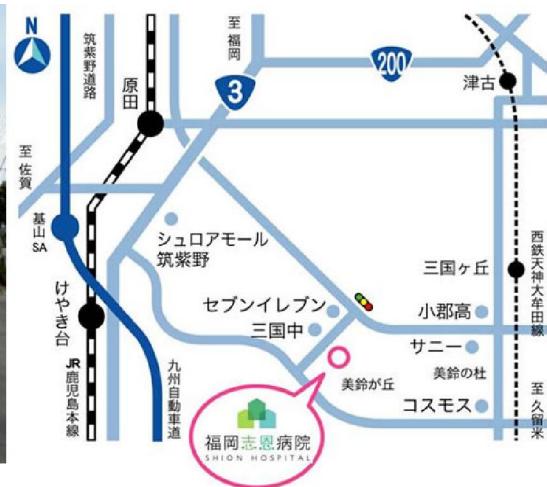 N
筑紫野道路
至福岡
200
3
津古
原田
至佐賀
基山SA
シュロアモール
筑紫野
三国ヶ丘
西鉄天神大牟田線
けやき台
セブンイレブン
三国中
小郡高
サニー
美鈴が丘
美鈴の杜
コスモス
JR鹿児島本線
九州自動車道
至久留米
福岡志恩病院
SHION HOSPITAL